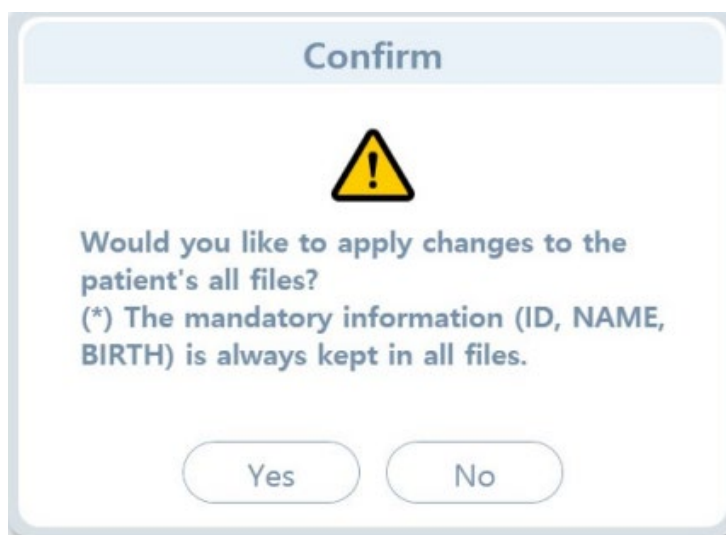 Confirm
Would you like to apply changes to the
patient's all files?
(*) The mandatory information (ID, NAME,
BIRTH) is always kept in all files.
Yes No